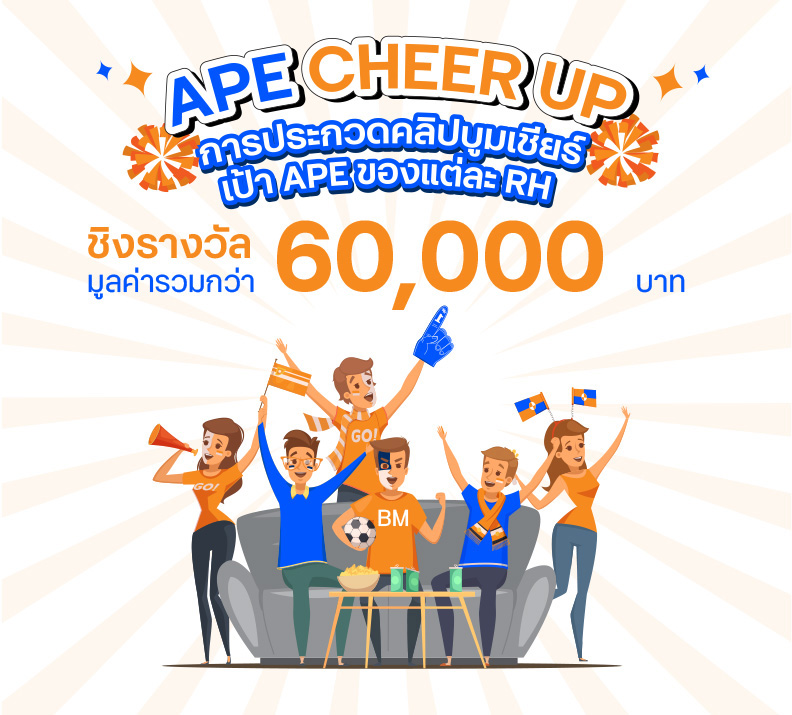 APE CHEER UP
การประกวดคลิปบูมเชียร์
เป้า APE ของแต่ละ RH
ชิงรางวัล
มูลค่ารวมกว่า 60,000 บาท
GO!
GO!
BM